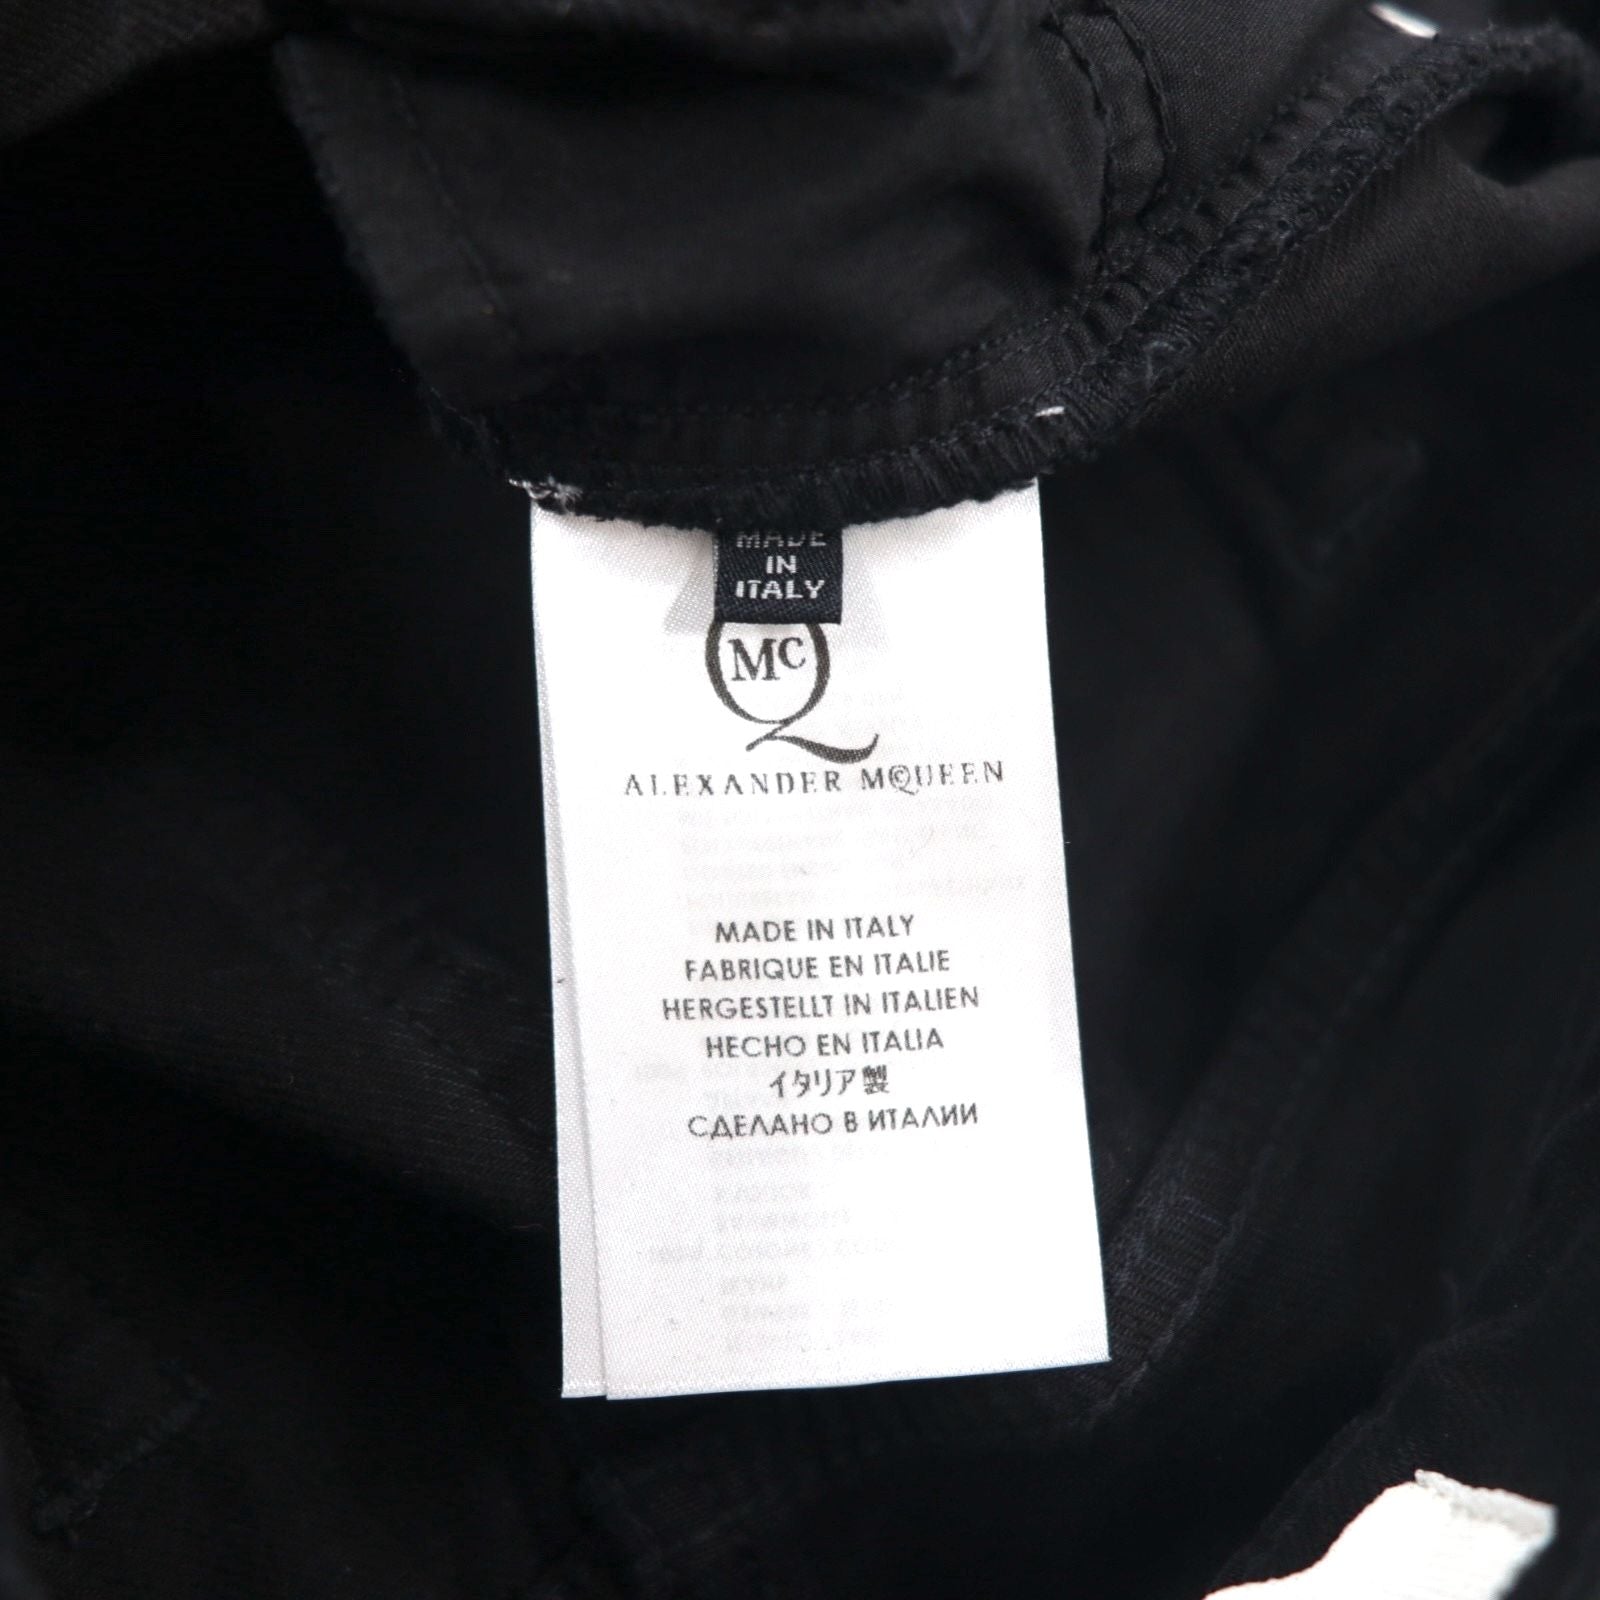 MADE
IN
ITALY
McQ
ALEXANDER MCQUEEN
MADE IN ITALY
FABRIQUE EN ITALIE
HERGESTELLT IN ITALIEN
HECHO EN ITALIA
イタリア製
СДЕЛАНО В ИТАЛИИ